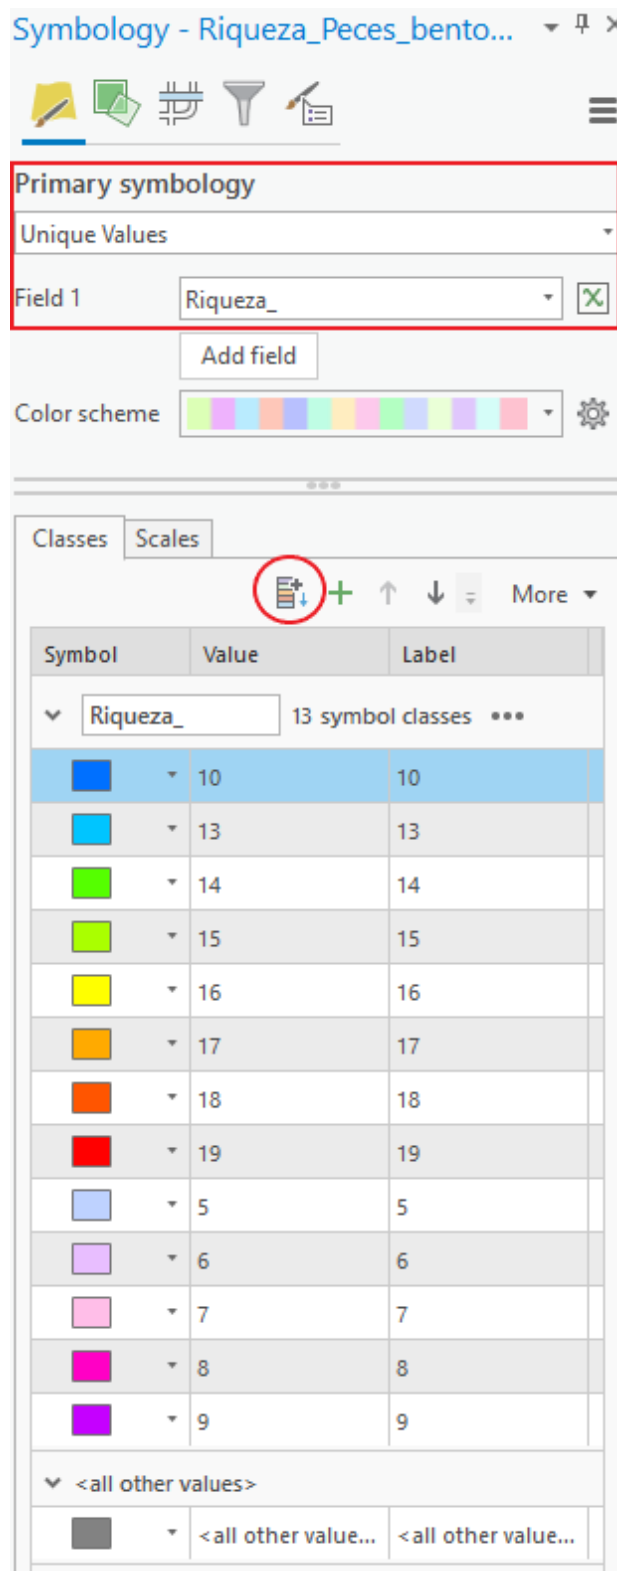 Symbology - Riqueza_Peces_bento...
Primary symbology
Unique Values
Field 1 Riqueza_
Add field
Color scheme
Classes Scales
More
Symbol Value Label
Riqueza_ 13 symbol classes
10 10
13 13
14 14
15 15
16 16
17 17
18 18
19 19
5 5
6 6
7 7
8 8
9 9
<all other values>
<all other value... <all other value...